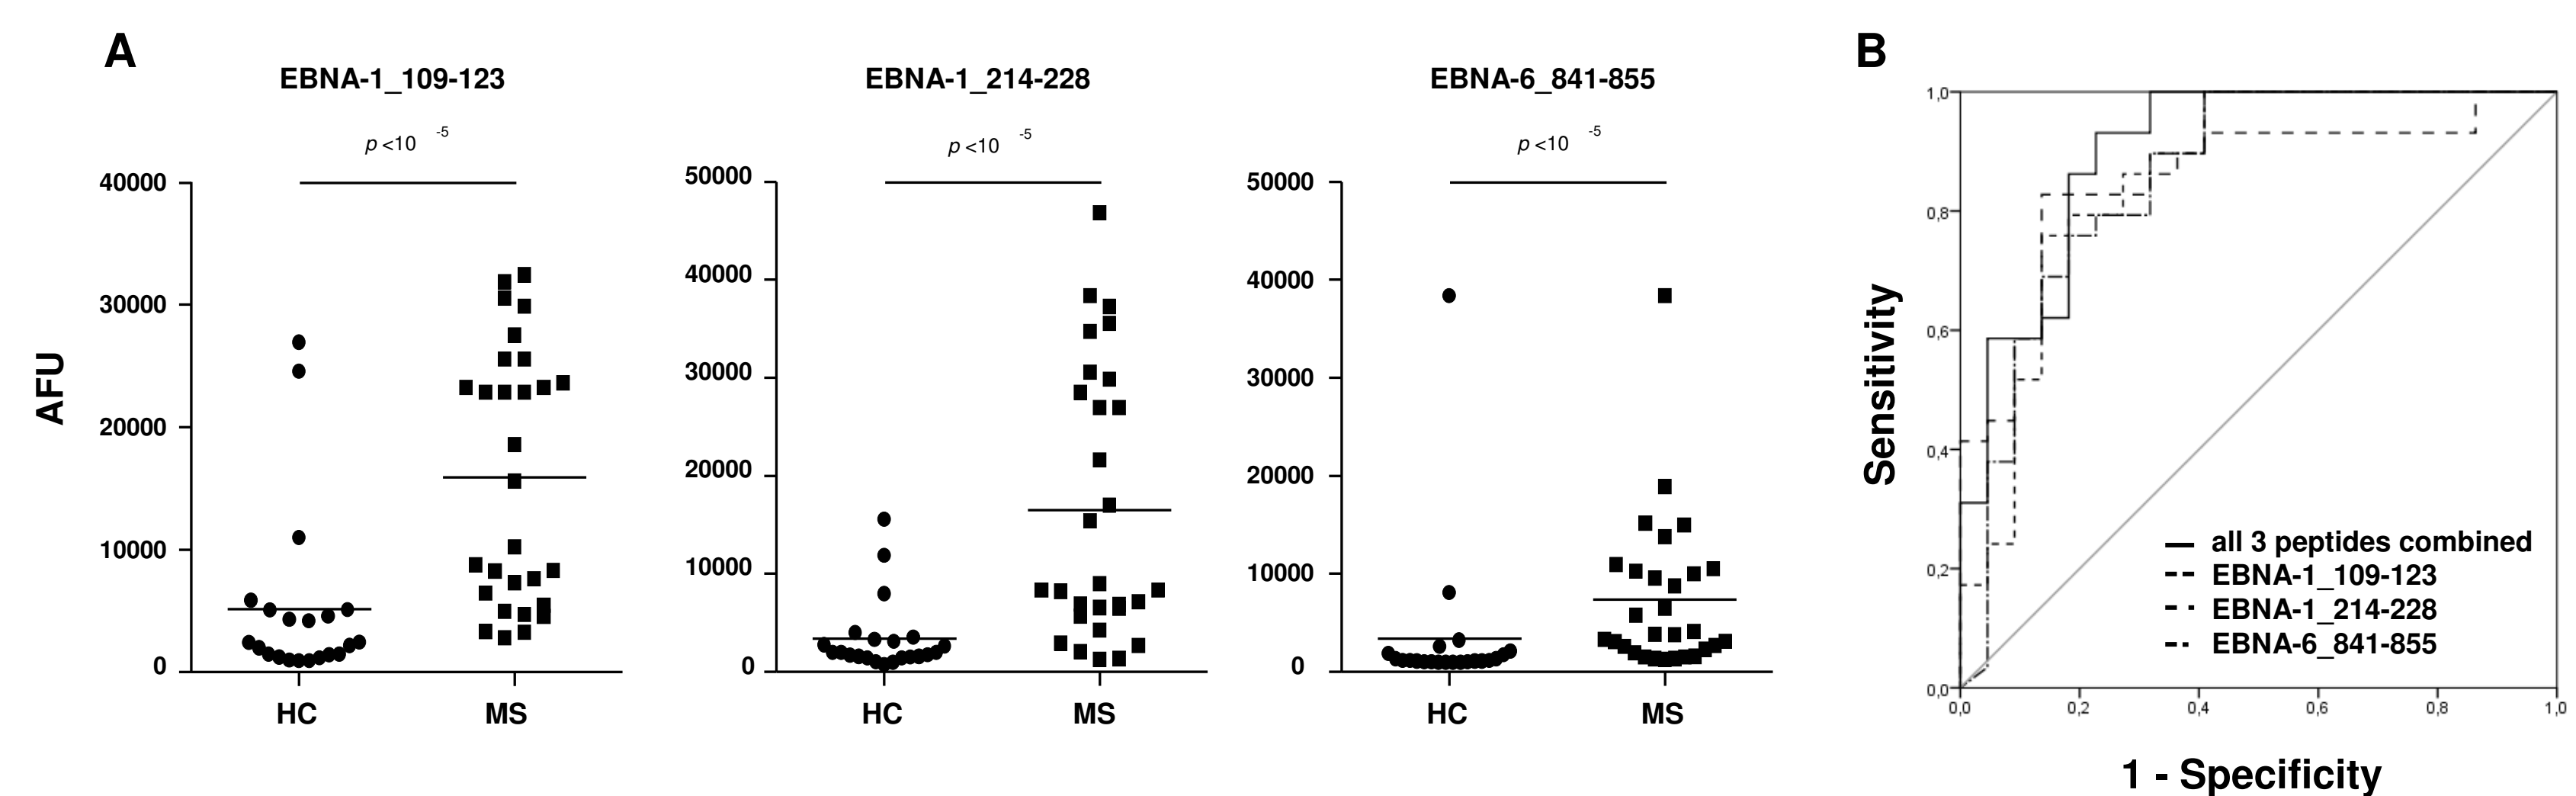 A
B
EBNA-1_109-123
EBNA-1_214-228
EBNA-6_841-855
p <10 -5
p <10 -5
p <10 -5
AFU
40000
30000
20000
10000
0
HC
MS
50000
40000
30000
20000
10000
0
HC
MS
50000
40000
30000
20000
10000
0
HC
MS
Sensitivity
1,0
0,8
0,6
0,4
0,2
0,0
all 3 peptides combined
EBNA-1_109-123
EBNA-1_214-228
EBNA-6_841-855
0,0 0,2 0,4 0,6 0,8 1,0
1 - Specificity